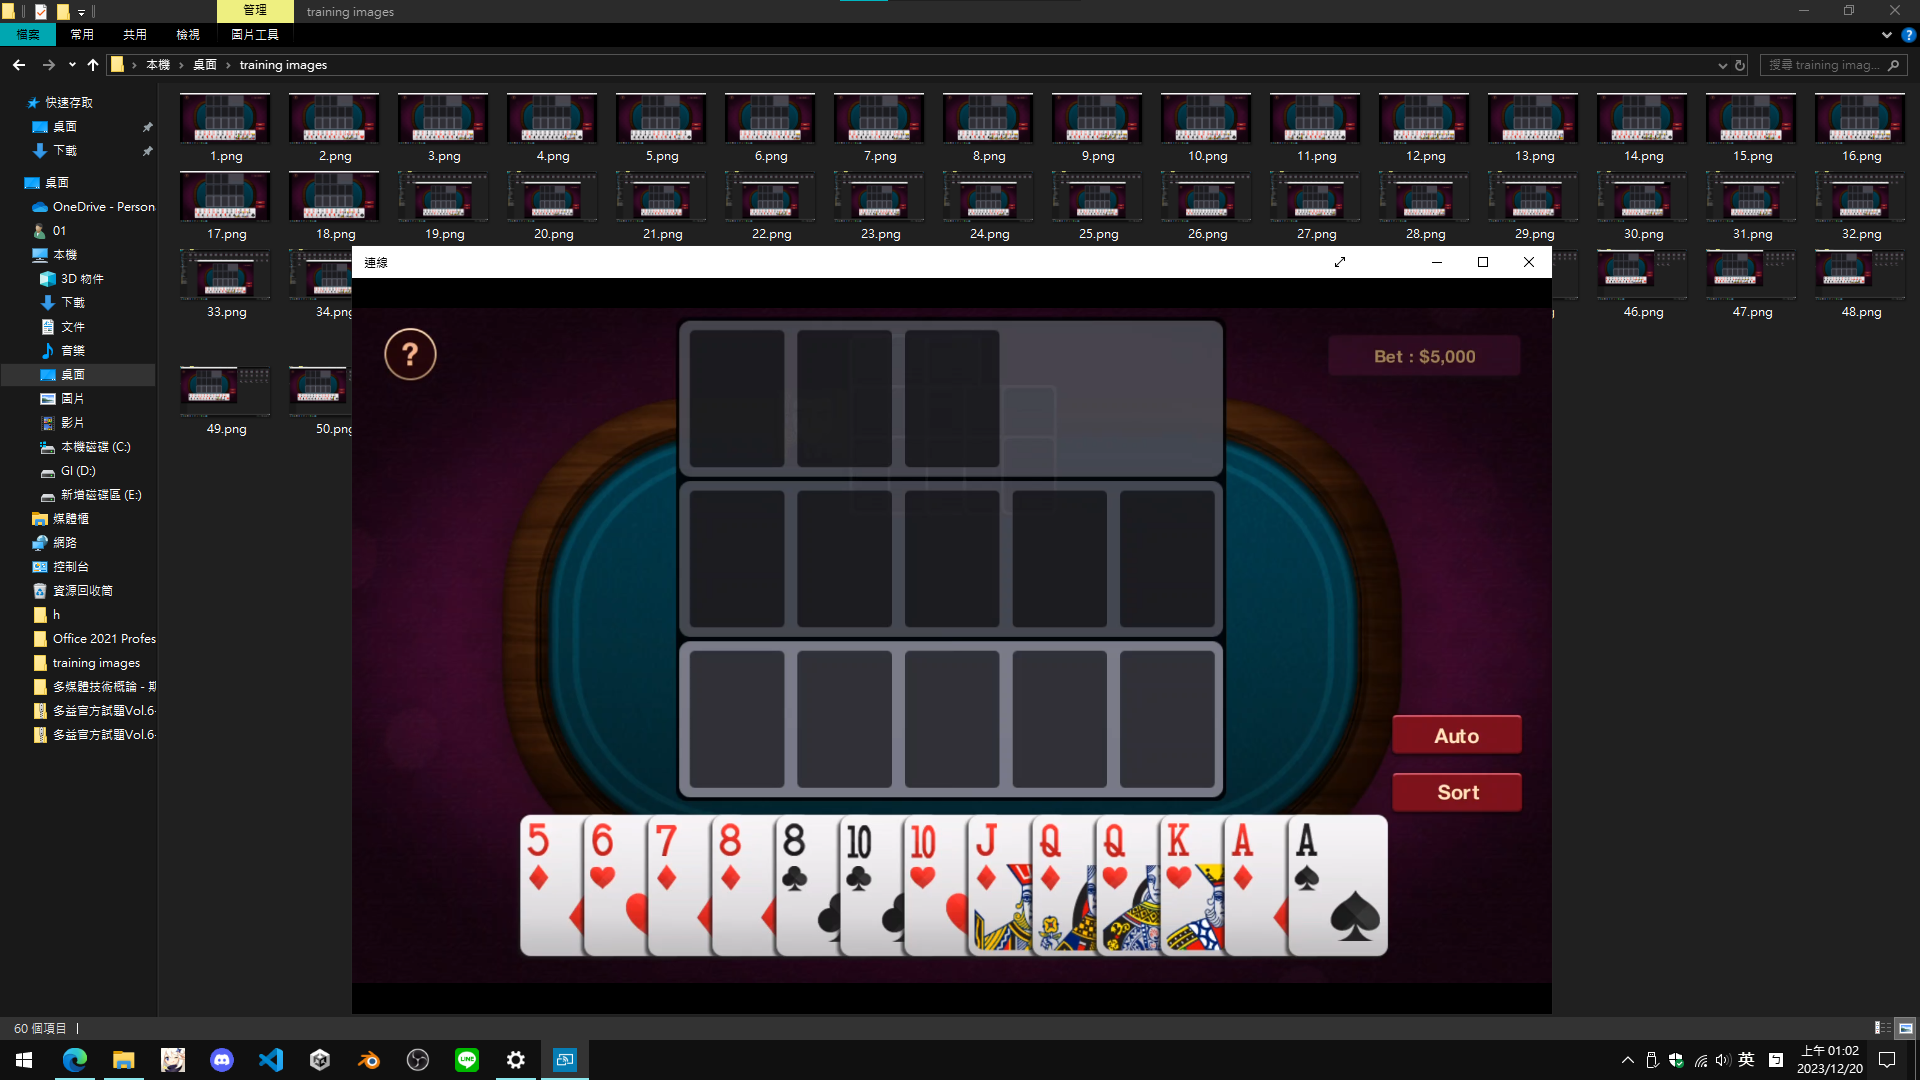 管理
training images
檔案
常用
共用
檢視
圖片工具
本機
桌面
training images
搜尋 training imag...
快速存取
桌面
下載
桌面
OneDrive - Person
01
本機
3D 物件
下載
文件
音樂
桌面
圖片
影片
本機磁碟 (C:)
GI (D:)
新增磁碟區 (E:)
媒體櫃
網路
控制台
資源回收筒
h
Office 2021 Profes
training images
多媒體技術概論 - 期
多益官方試題Vol.6-
多益官方試題Vol.6-
1.png
2.png
3.png
4.png
5.png
6.png
7.png
8.png
9.png
10.png
11.png
12.png
13.png
14.png
15.png
16.png
17.png
18.png
19.png
20.png
21.png
22.png
23.png
24.png
25.png
26.png
27.png
28.png
29.png
30.png
31.png
32.png
33.png
34.png
46.png
47.png
48.png
49.png
50.png
連線
?
Bet : $5,000
Auto
Sort
5
6
7
8
8
10
10
J
Q
Q
K
A
A
60 個項目
LINE
英
上午 01:02
2023/12/20